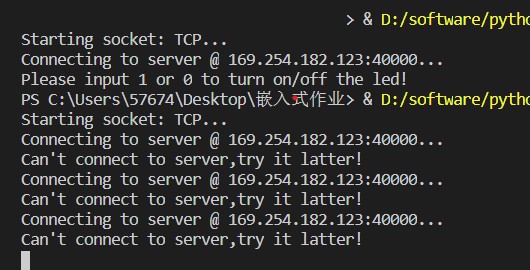 > & D:/software/pytho
Starting socket: TCP...
Connecting to server @ 169.254.182.123:40000...
Please input 1 or 0 to turn on/off the led!
PS C:\Users\57674\Desktop\嵌入式作业> & D:/softwa​re/pytho
Starting socket: TCP...
Connecting to server @ 169.254.182.123:40000...
Can't connect to server,try it latter!
Connecting to server @ 169.254.182.123:40000...
Can't connect to server,try it latter!
Connecting to server @ 169.254.182.123:40000...
Can't connect to server,try it latter!